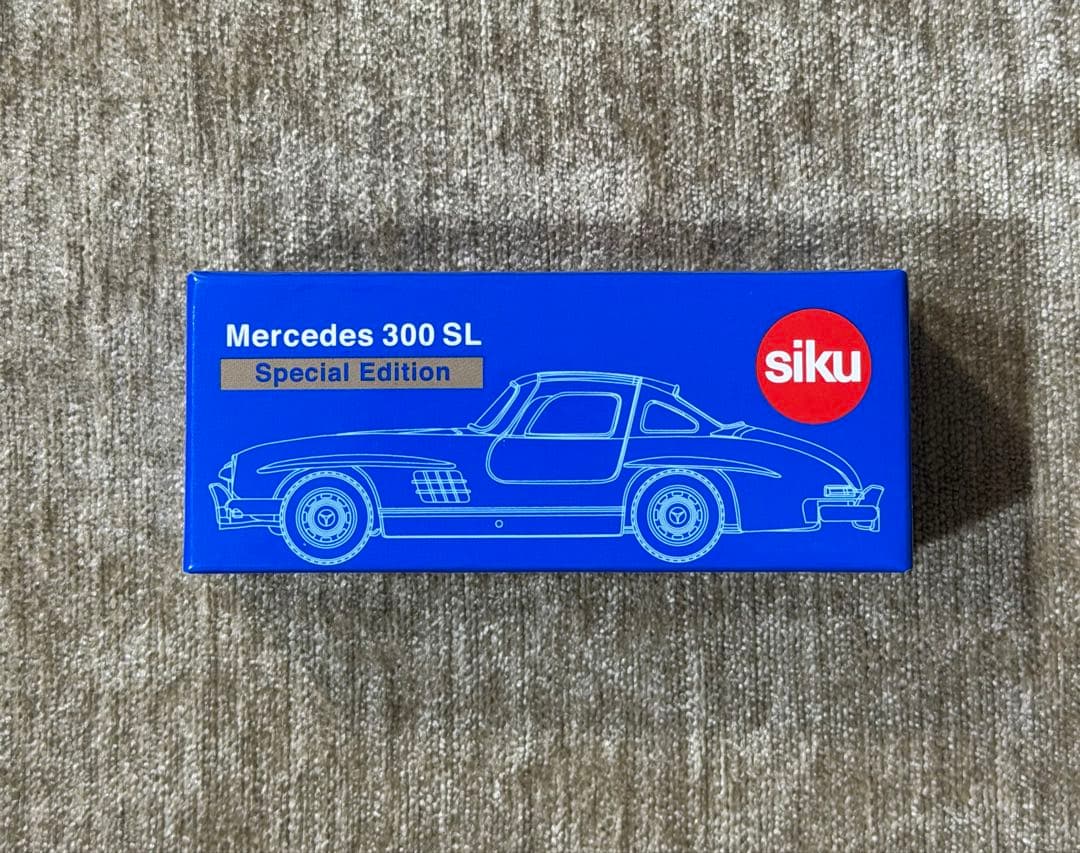 Mercedes 300 SL
Special Edition
siku